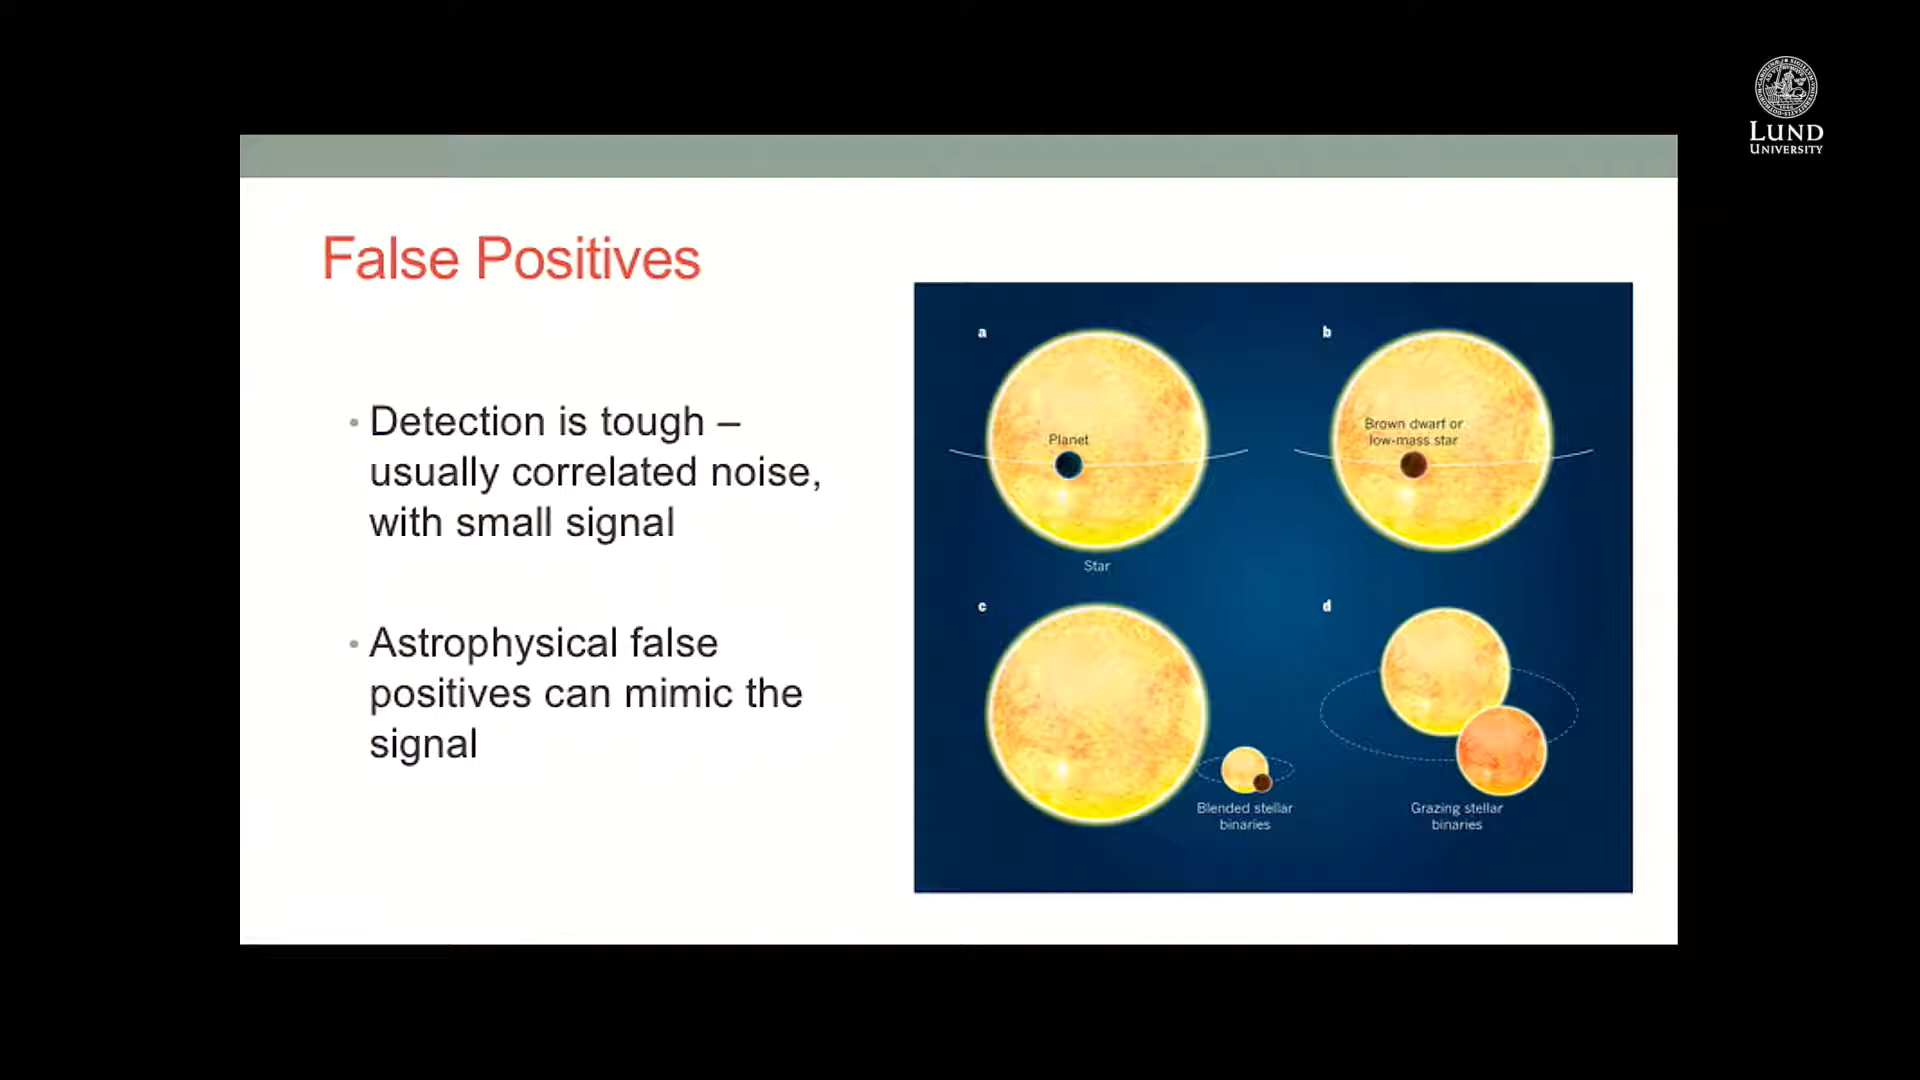 LUND
UNIVERSITY
False Positives
• Detection is tough –
usually correlated noise,
with small signal
• Astrophysical false
positives can mimic the
signal
a
Planet
Star
b
Brown dwarf or
low-mass star
c
Blended stellar
binaries
d
Grazing stellar
binaries